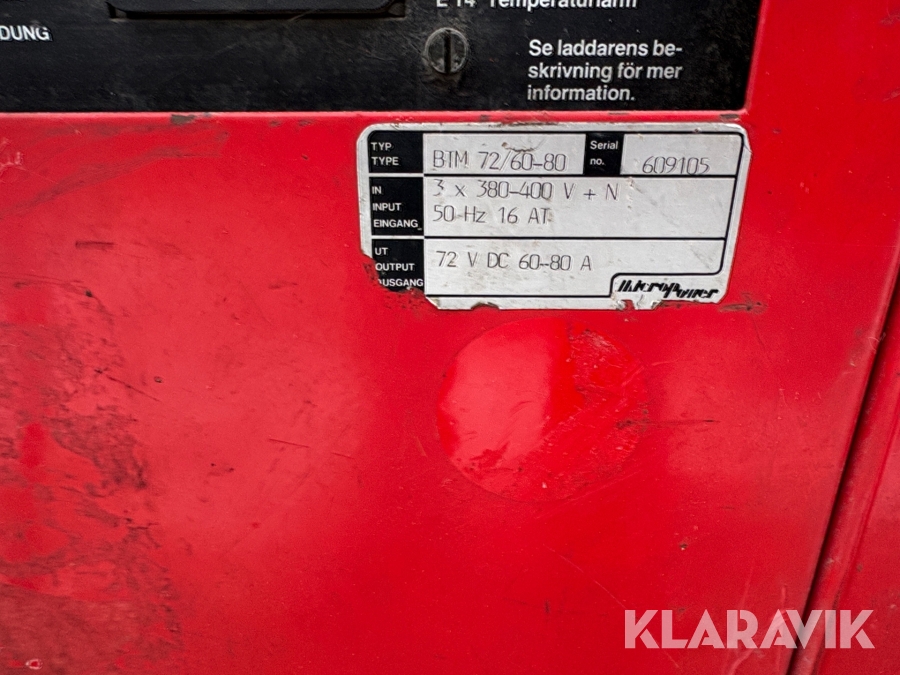 E 14 Temperaturlarm
DUNG
Se laddarens be-
skrivning för mer
information.
TYP
TYPE
BTM 72/60-80
Serial
no.
609105
IN
INPUT
EINGANG
3 x 380-400 V + N
50 Hz 16 AT
UT
OUTPUT
AUSGANG
72 V DC 60-80 A
MicroPower
KLARAVIK